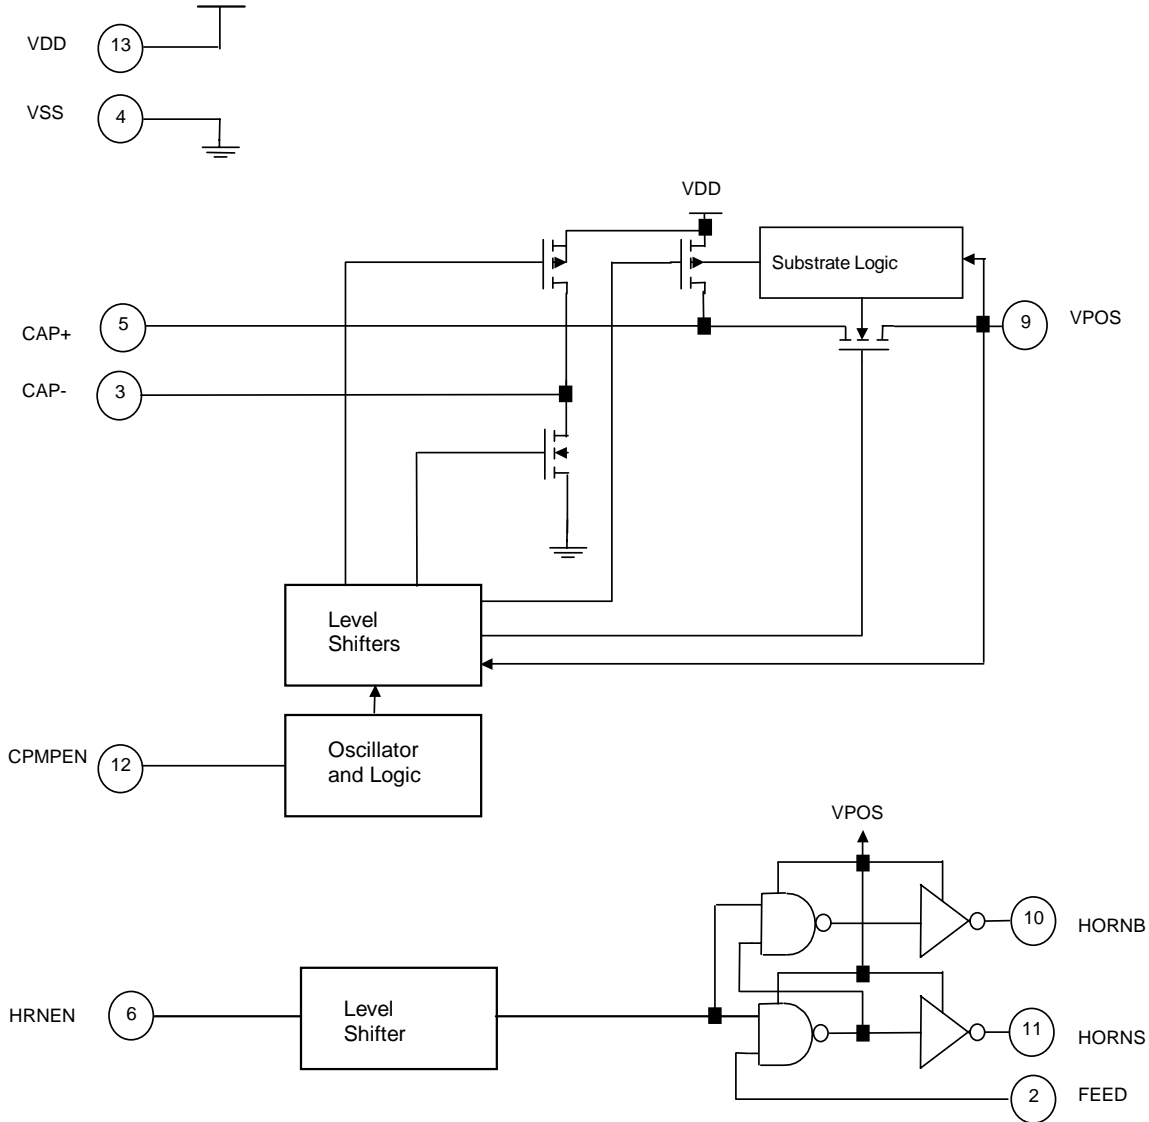 VDD 13
VSS 4
VDD
Substrate Logic
CAP+ 5
9 VPOS
CAP- 3
Level
Shifters
CPMPEN 12
Oscillator
and Logic
VPOS
10 HORNB
HRNEN 6
Level
Shifter
11 HORNS
2 FEED